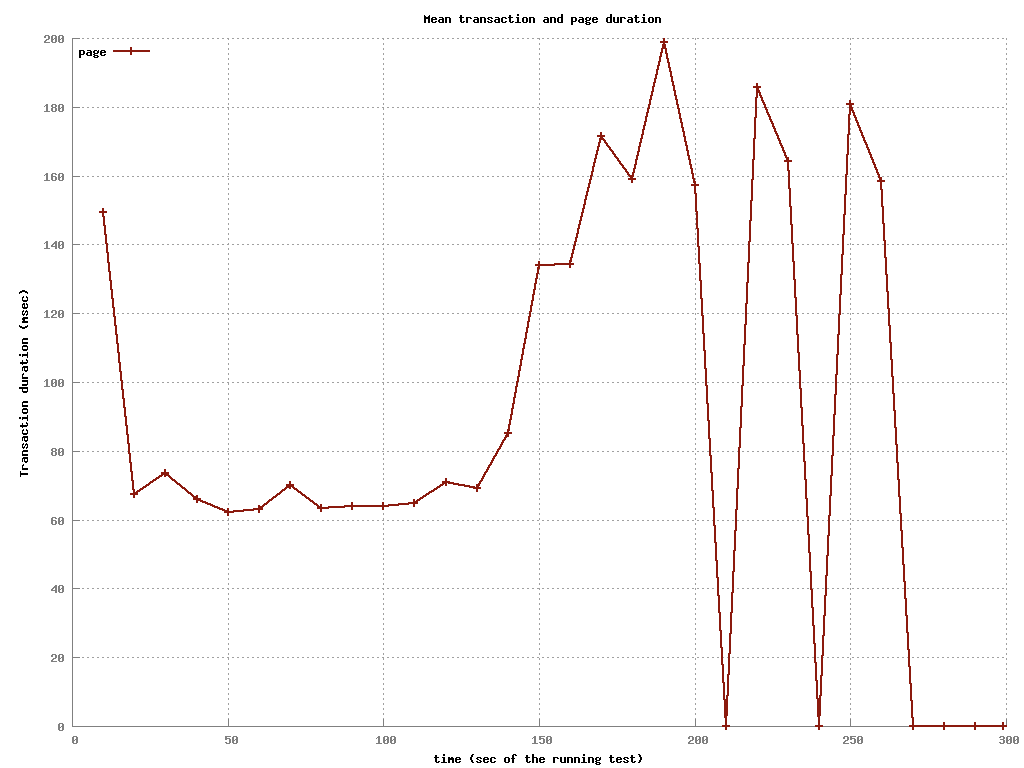 Mean transaction and page duration
page
200
180
160
140
120
100
80
60
40
20
0
Transaction duration (msec)
0 50 100 150 200 250 300
time (sec of the running test)